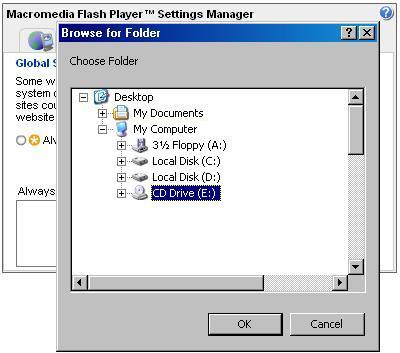 Macromedia Flash Player™ Settings Manager
Browse for Folder
Global S
Some w
system
sites cou
website
Alw
Always
Choose Folder
Desktop
My Documents
My Computer
3½ Floppy (A:)
Local Disk (C:)
Local Disk (D:)
CD Drive (E:)
OK
Cancel